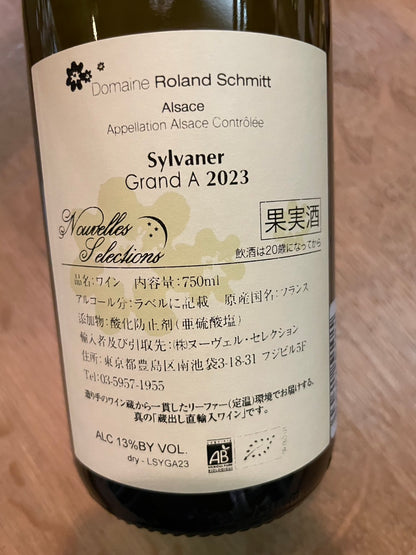 Domaine Roland Schmitt
Alsace
Appellation Alsace Contrôlée
Sylvaner
Grand A 2023
Nouvelles Selections
果実酒
飲酒は20歳になってから
品名:ワイン 内容量:750ml
アルコール分:ラベルに記載 原産国名:フランス
添加物:酸化防止剤(亜硫酸塩)
輸入者及び引取先:(株)ヌーヴェル・セレクション
住所:東京都豊島区南池袋3-18-31 フジビル5F
Tel:03-5957-1955
造り手のワイン蔵から一貫したリーファー(定温)環境でお届けする、
真の「蔵出し直輸入ワイン」です。
ALC 13%BY VOL.
dry - LSYGA23
AB